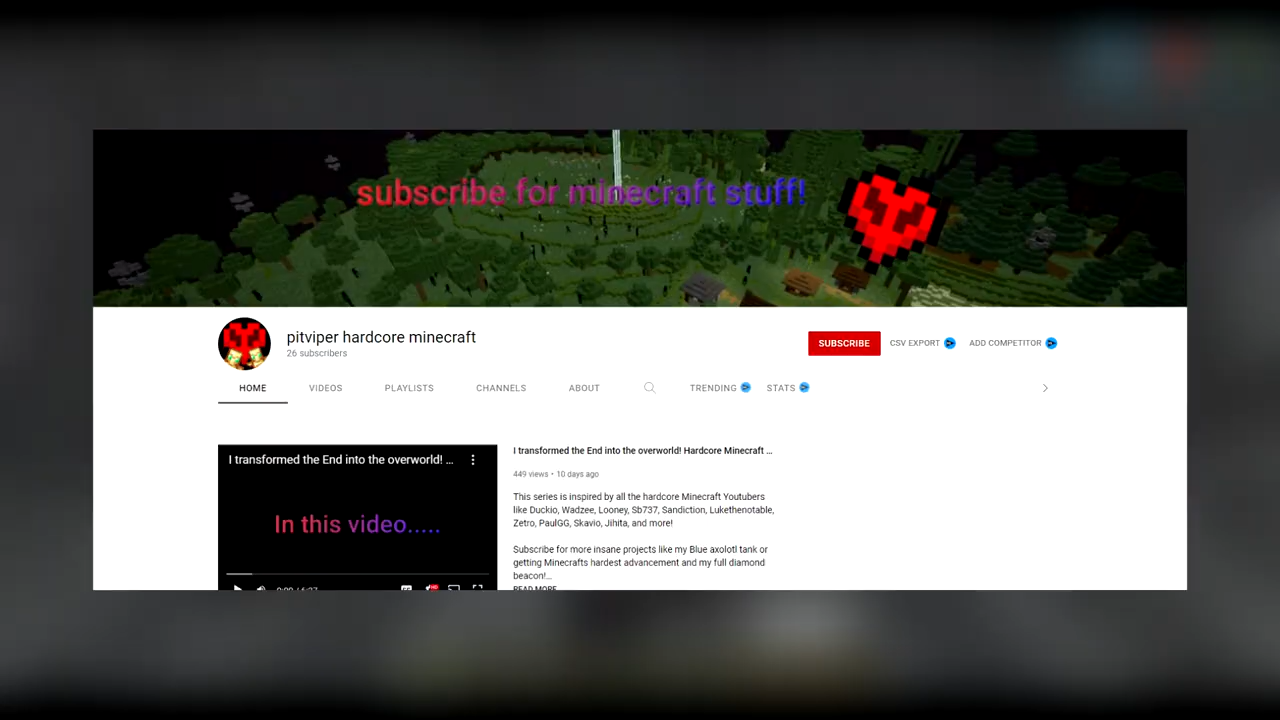 subscribe for minecraft stuff!
pitviper hardcore minecraft
26 subscribers
SUBSCRIBE
CSV EXPORT
ADD COMPETITOR
HOME
VIDEOS
PLAYLISTS
CHANNELS
ABOUT
TRENDING
STATS
I transformed the End into the overworld! ...
In this video.....
I transformed the End into the overworld! Hardcore Minecraft ...
449 views • 10 days ago
This series is inspired by all the hardcore Minecraft Youtubers
like Duckio, Wadzee, Looney, Sb737, Sandiction, Lukethenotable,
Zetro, PaulGG, Skavio, Jihita, and more!
Subscribe for more insane projects like my Blue axolotl tank or
getting Minecrafts hardest advancement and my full diamond
beacon!...
READ MORE